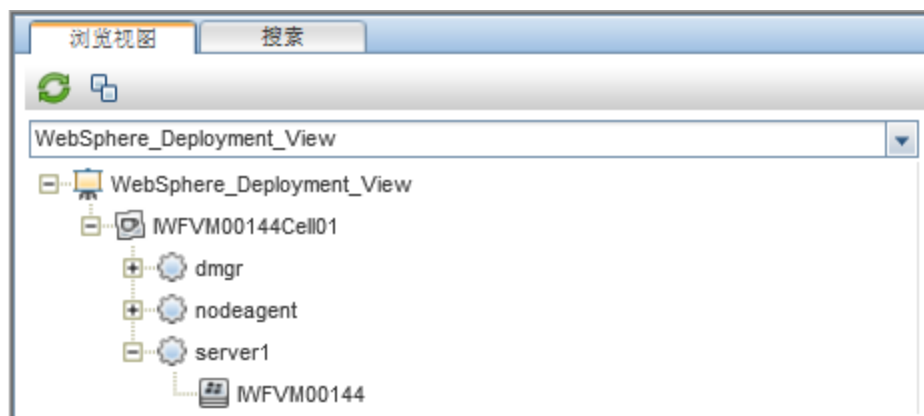 浏览视图 搜索
WebSphere_Deployment_View
WebSphere_Deployment_View
IWFVM00144Cell01
dmgr
nodeagent
server1
IWFVM00144